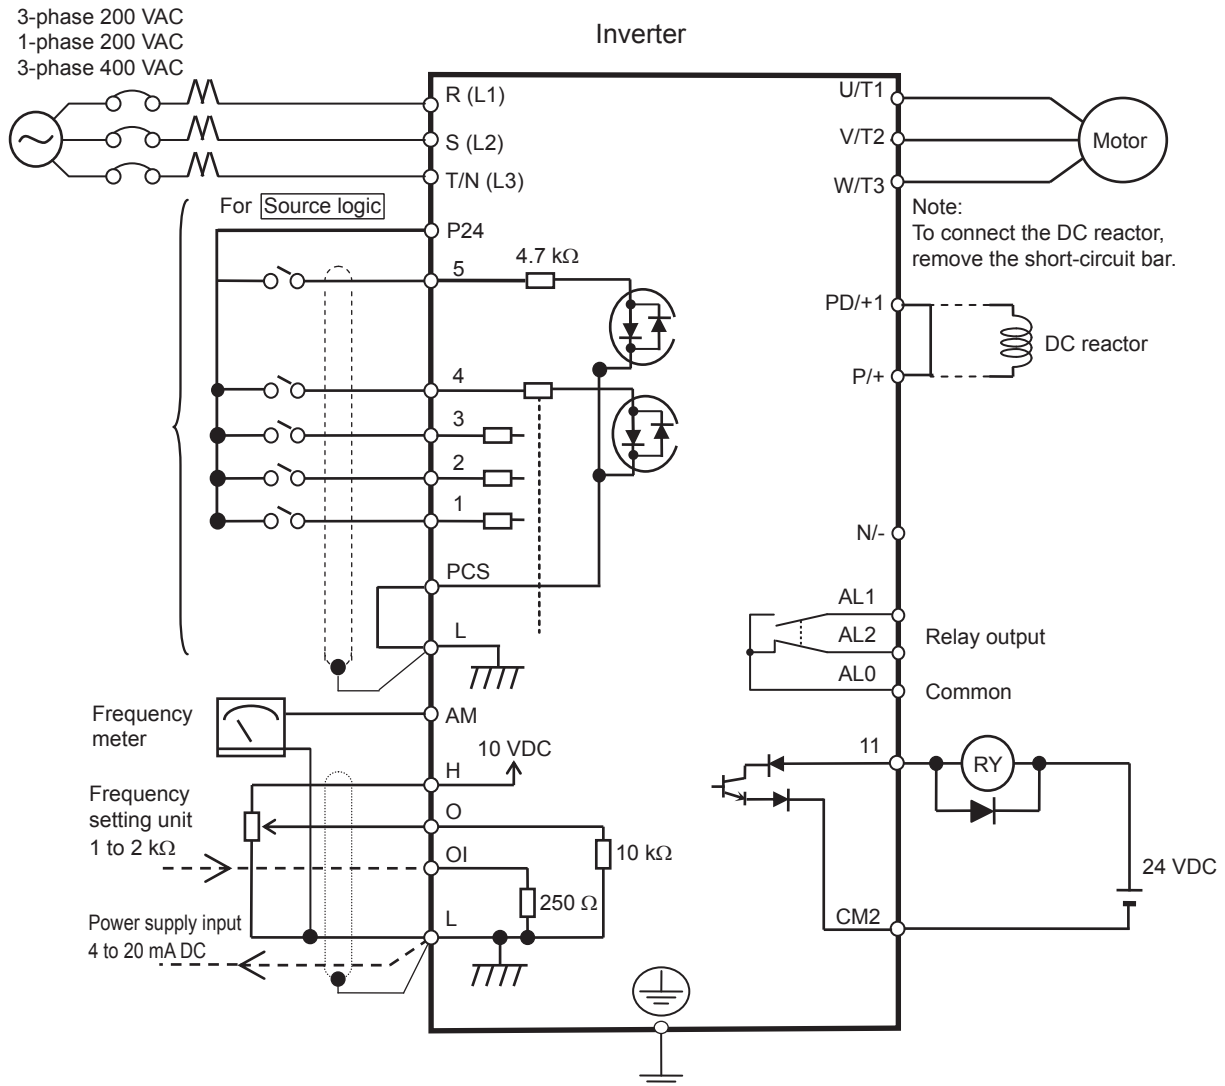 3-phase 200 VAC
1-phase 200 VAC
3-phase 400 VAC
Inverter
R (L1)
S (L2)
T/N (L3)
U/T1
V/T2
W/T3
Motor
Note:
To connect the DC reactor,
remove the short-circuit bar.
For Source logic
P24
5
4.7 kΩ
4
3
2
1
PCS
L
PD/+1
P/+
DC reactor
N/-
AL1
AL2
AL0
Relay output
Common
Frequency
meter
AM
10 VDC
H
Frequency
setting unit
1 to 2 kΩ
O
OI
10 kΩ
250 Ω
Power supply input
4 to 20 mA DC
L
11
RY
24 VDC
CM2